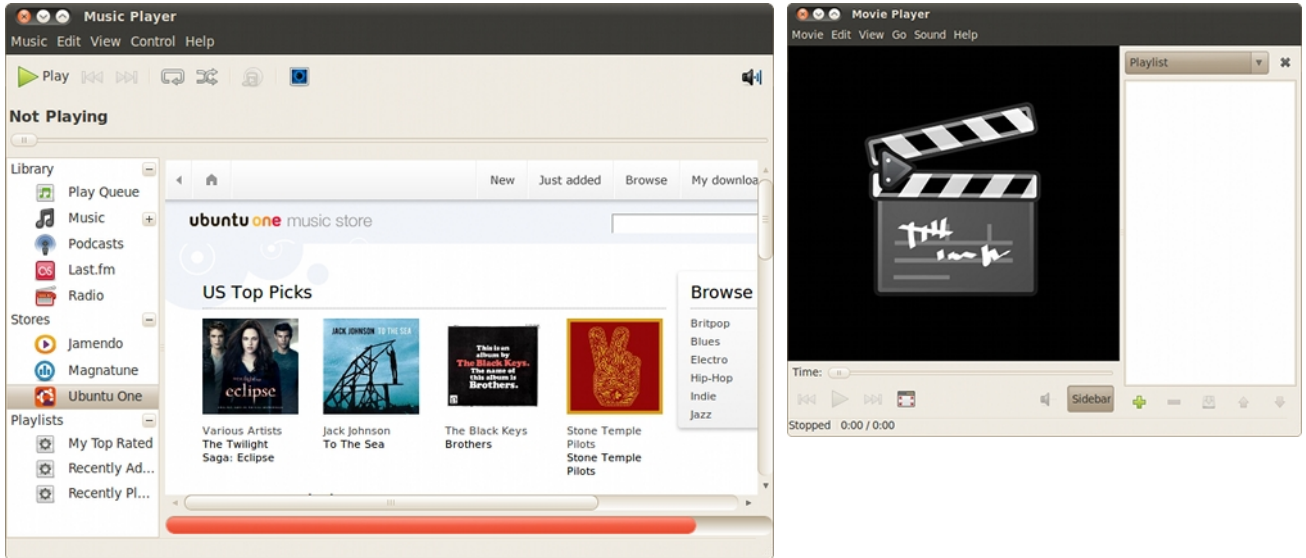 Music Player
Music Edit View Control Help
Play
Not Playing
Library
Play Queue
Music
Podcasts
Last.fm
Radio
Stores
Jamendo
Magnatune
Ubuntu One
Playlists
My Top Rated
Recently Ad...
Recently Pl...
New Just added Browse My downloa
ubuntu one music store
US Top Picks
eclipse
JACK JOHNSON TO THE SEA
This is an
album by
The Black Keys.
The name of
this album is
Brothers.
Various Artists
The Twilight
Saga: Eclipse
Jack Johnson
To The Sea
The Black Keys
Brothers
Stone Temple
Pilots
Stone Temple
Pilots
Browse
Britpop
Blues
Electro
Hip-Hop
Indie
Jazz
Movie Player
Movie Edit View Go Sound Help
Playlist
Time:
Sidebar
Stopped 0:00 / 0:00